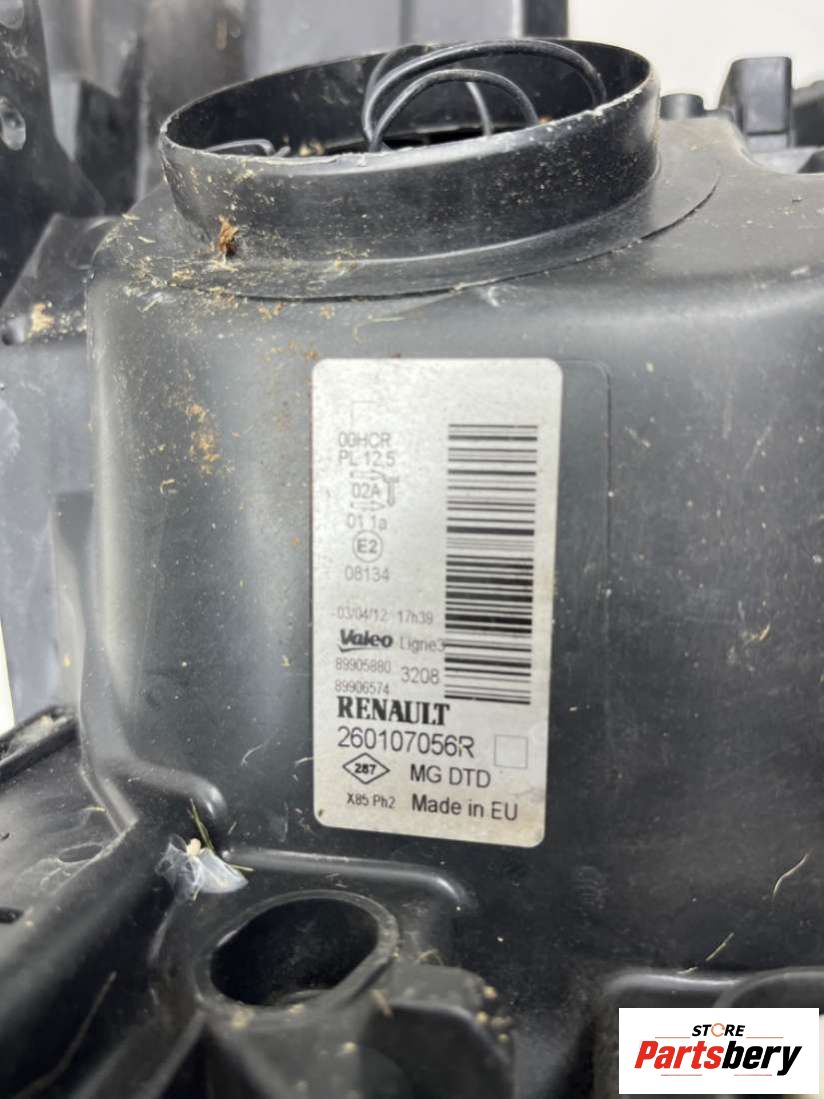 00HCR
PL 12,5
02A
01 1a
E2
08134
03/04/12 17h39
Valeo Ligne3
89905880 3208
89906574
RENAULT
260107056R
287 MG DTD
X85 Ph2 Made in EU
STORE
Partsbery